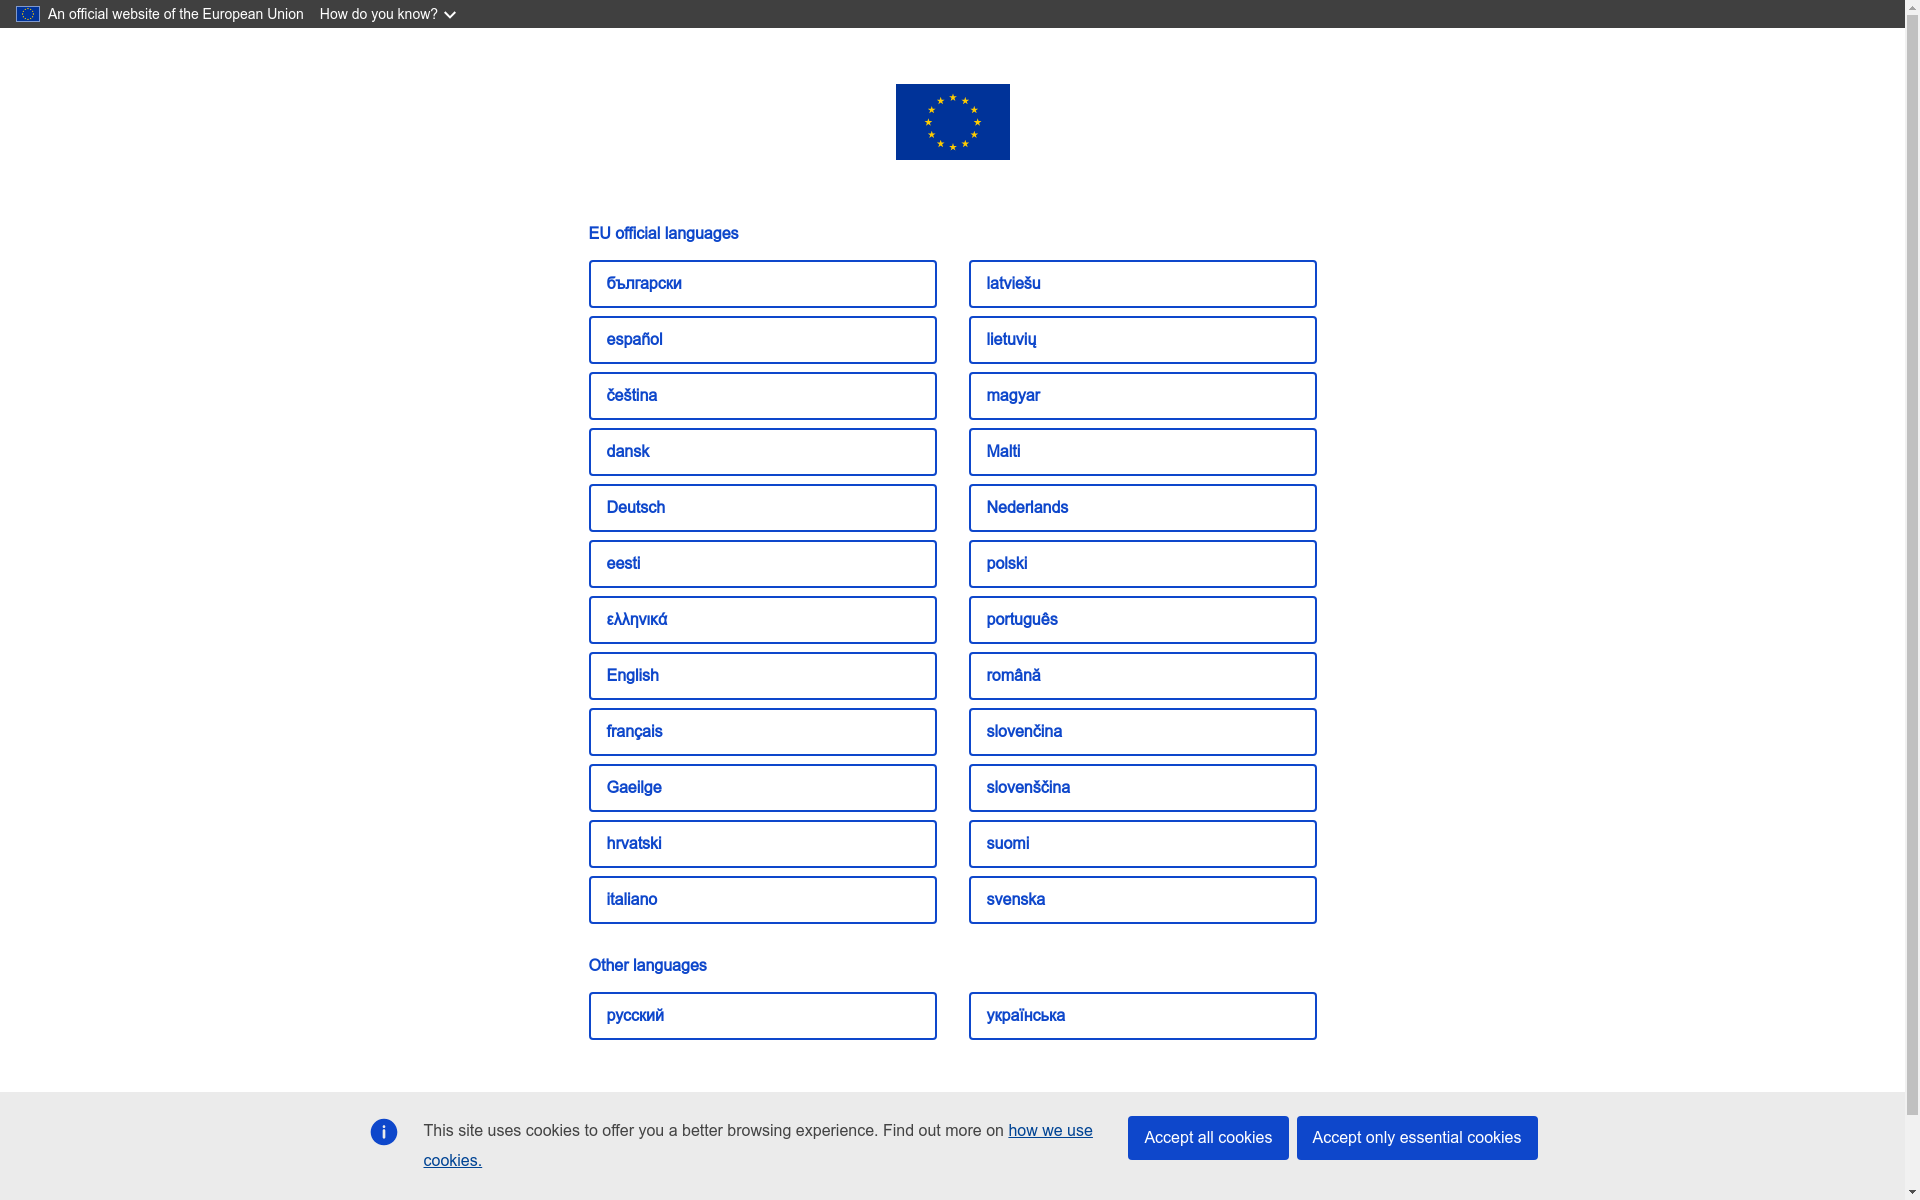 An official website of the European Union How do you know?
EU official languages
български
español
čeština
dansk
Deutsch
eesti
ελληνικά
English
français
Gaeilge
hrvatski
italiano
latviešu
lietuvių
magyar
Malti
Nederlands
polski
português
română
slovenčina
slovenščina
suomi
svenska
Other languages
русский
українська
This site uses cookies to offer you a better browsing experience. Find out more on how we use
cookies.
Accept all cookies
Accept only essential cookies